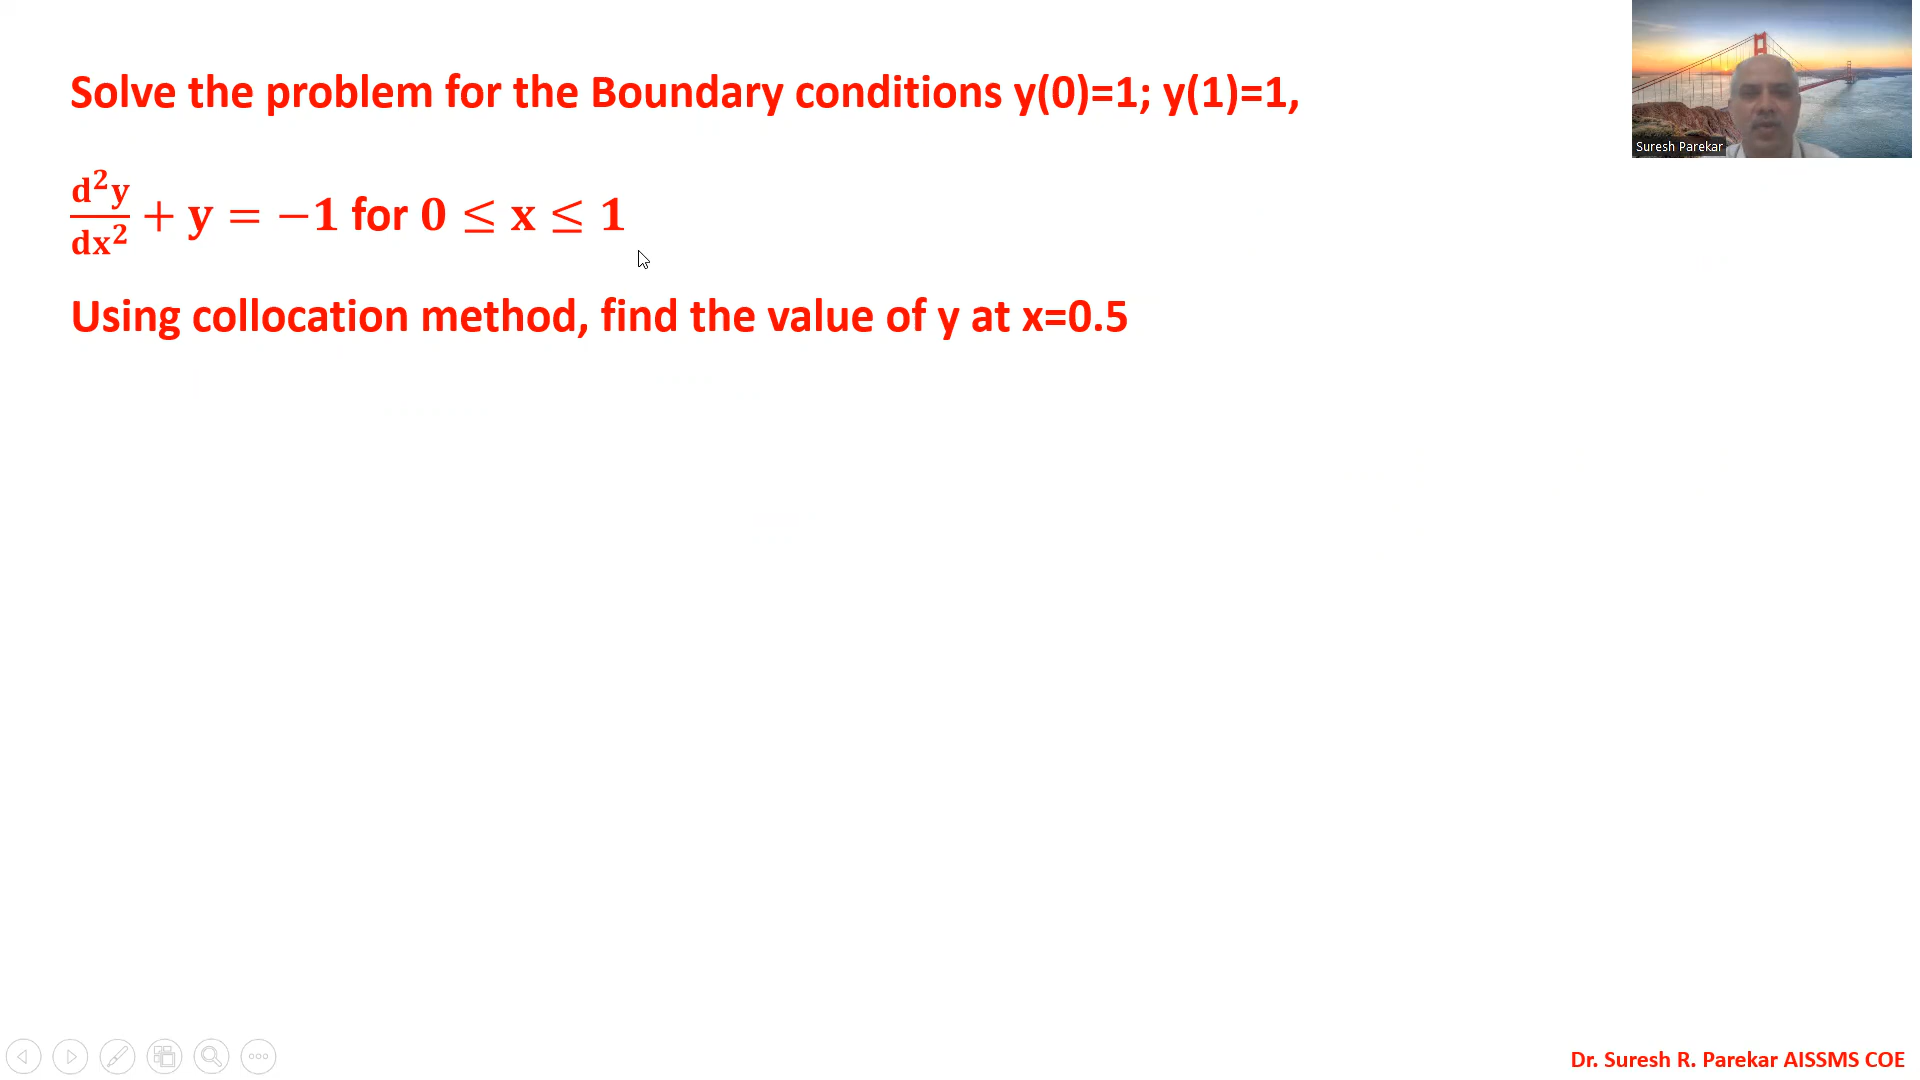 Solve the problem for the Boundary conditions y(0)=1; y(1)=1,
d²y/dx² + y = −1 for 0 ≤ x ≤ 1
Using collocation method, find the value of y at x=0.5
Suresh Parekar
Dr. Suresh R. Parekar AISSMS COE